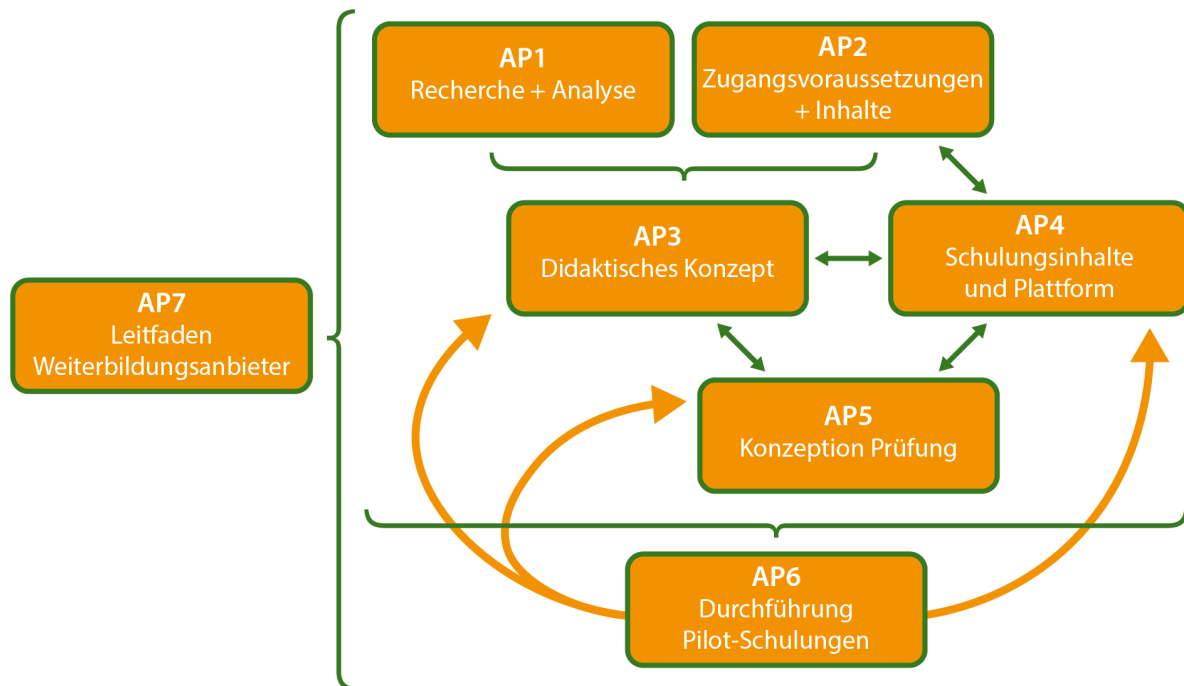 AP1
Recherche + Analyse
AP2
Zugangsvoraussetzungen
+ Inhalte
AP3
Didaktisches Konzept
AP4
Schulungsinhalte
und Plattform
AP7
Leitfaden
Weiterbildungsanbieter
AP5
Konzeption Prüfung
AP6
Durchführung
Pilot-Schulungen